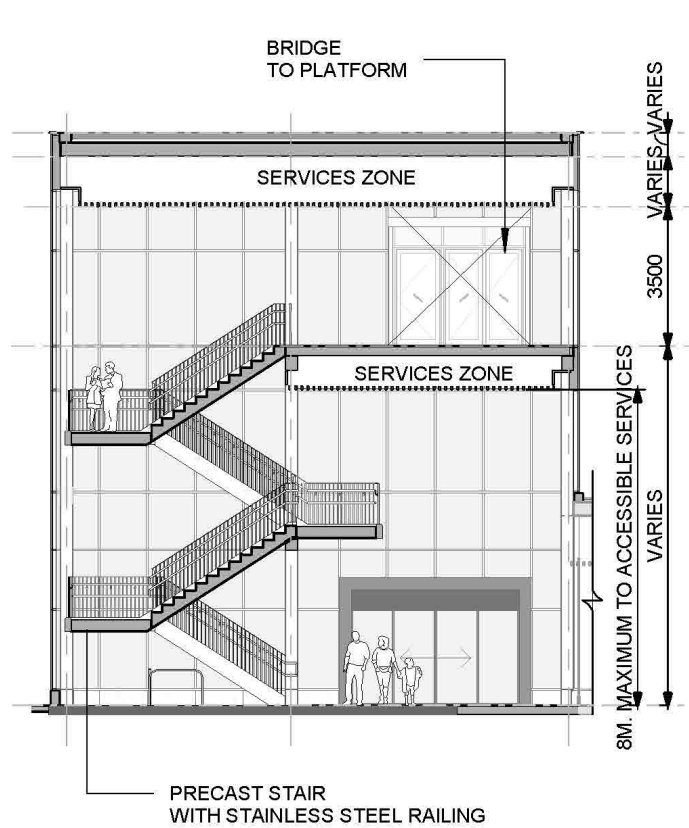 BRIDGE
TO PLATFORM
VARIES
VARIES
SERVICES ZONE
3500
SERVICES ZONE
8M. MAXIMUM TO ACCESSIBLE SERVICES
VARIES
PRECAST STAIR
WITH STAINLESS STEEL RAILING